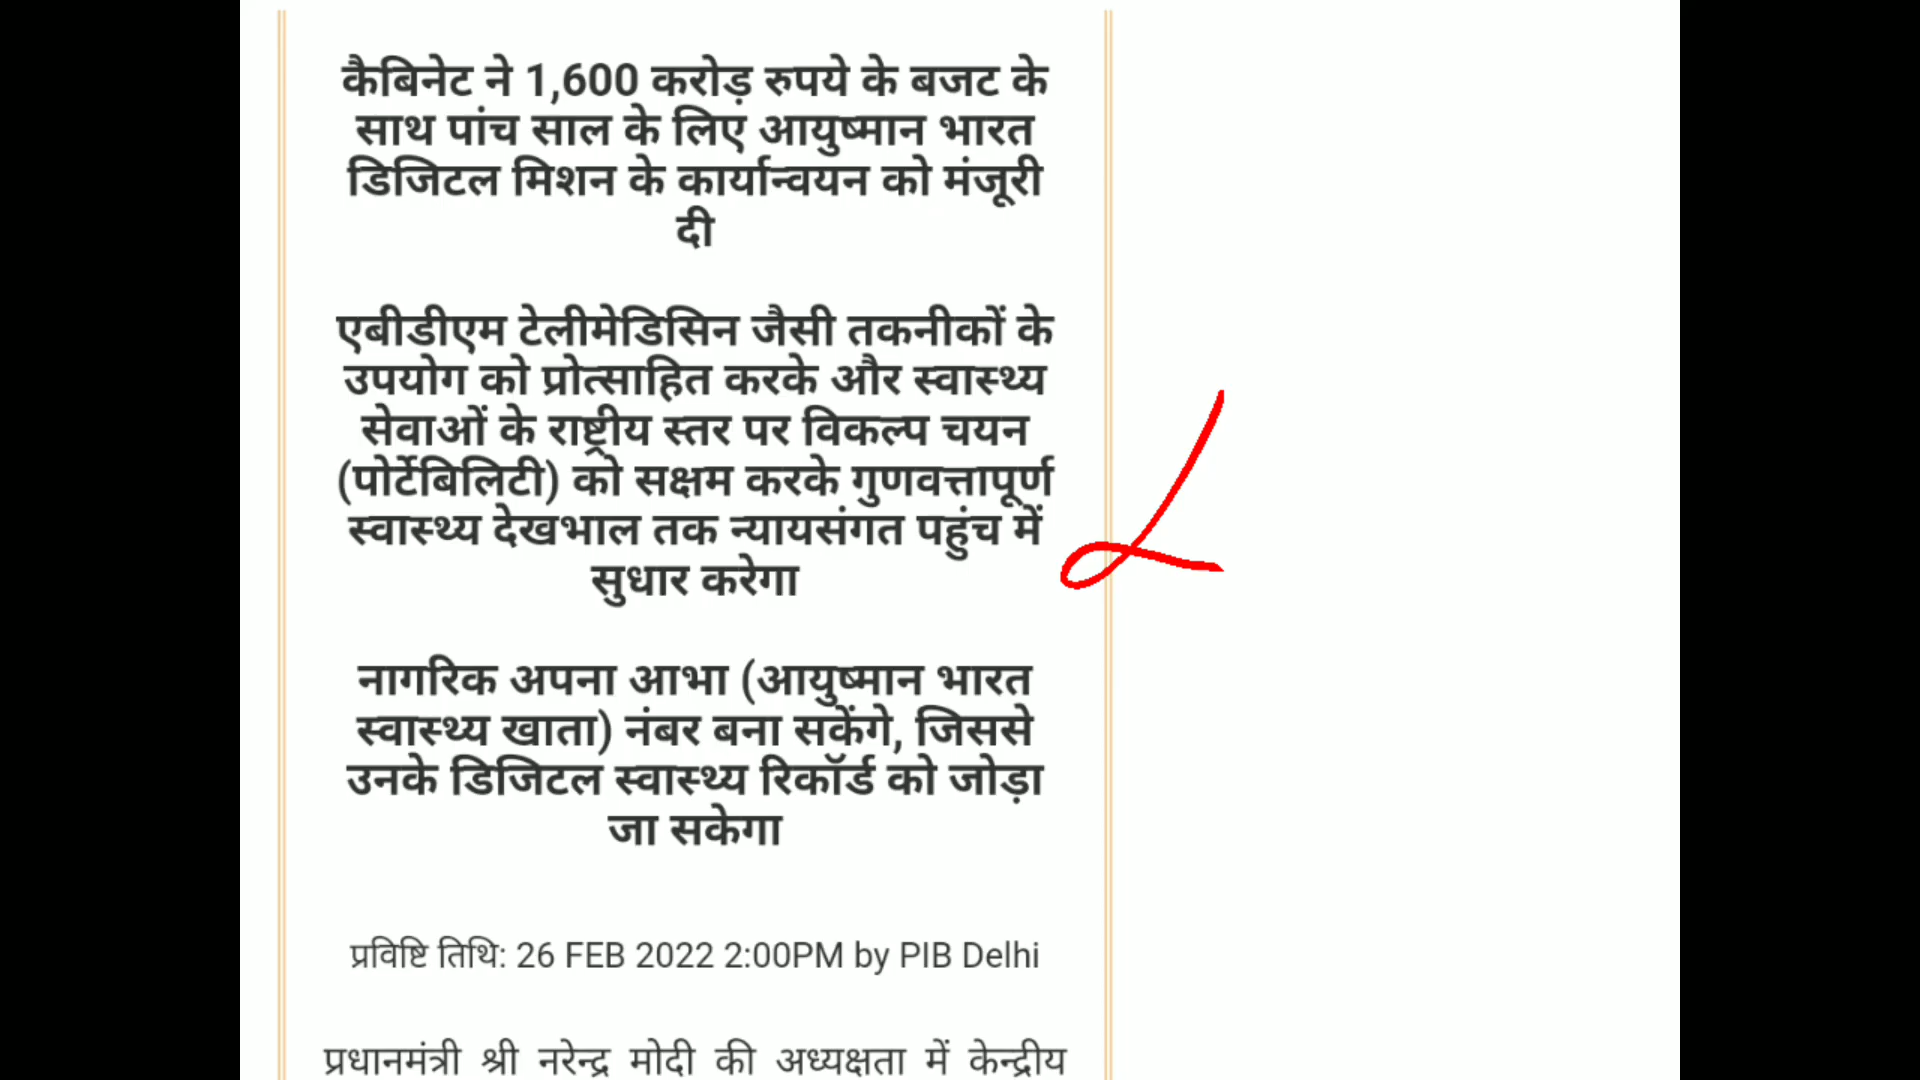 कैबिनेट ने 1,600 करोड़ रुपये के बजट के
साथ पांच साल के लिए आयुष्मान भारत
डिजिटल मिशन के कार्यान्वयन को मंजूरी
दी
एबीडीएम टेलीमेडिसिन जैसी तकनीकों के
उपयोग को प्रोत्साहित करके और स्वास्थ्य
सेवाओं के राष्ट्रीय स्तर पर विकल्प चयन
(पोर्टेबिलिटी) को सक्षम करके गुणवत्तापूर्ण
स्वास्थ्य देखभाल तक न्यायसंगत पहुंच में
सुधार करेगा
नागरिक अपना आभा (आयुष्मान भारत
स्वास्थ्य खाता) नंबर बना सकेंगे, जिससे
उनके डिजिटल स्वास्थ्य रिकॉर्ड को जोड़ा
जा सकेगा
प्रविष्टि तिथि: 26 FEB 2022 2:00PM by PIB Delhi
प्रधानमंत्री श्री नरेन्द्र मोदी की अध्यक्षता में केन्द्रीय